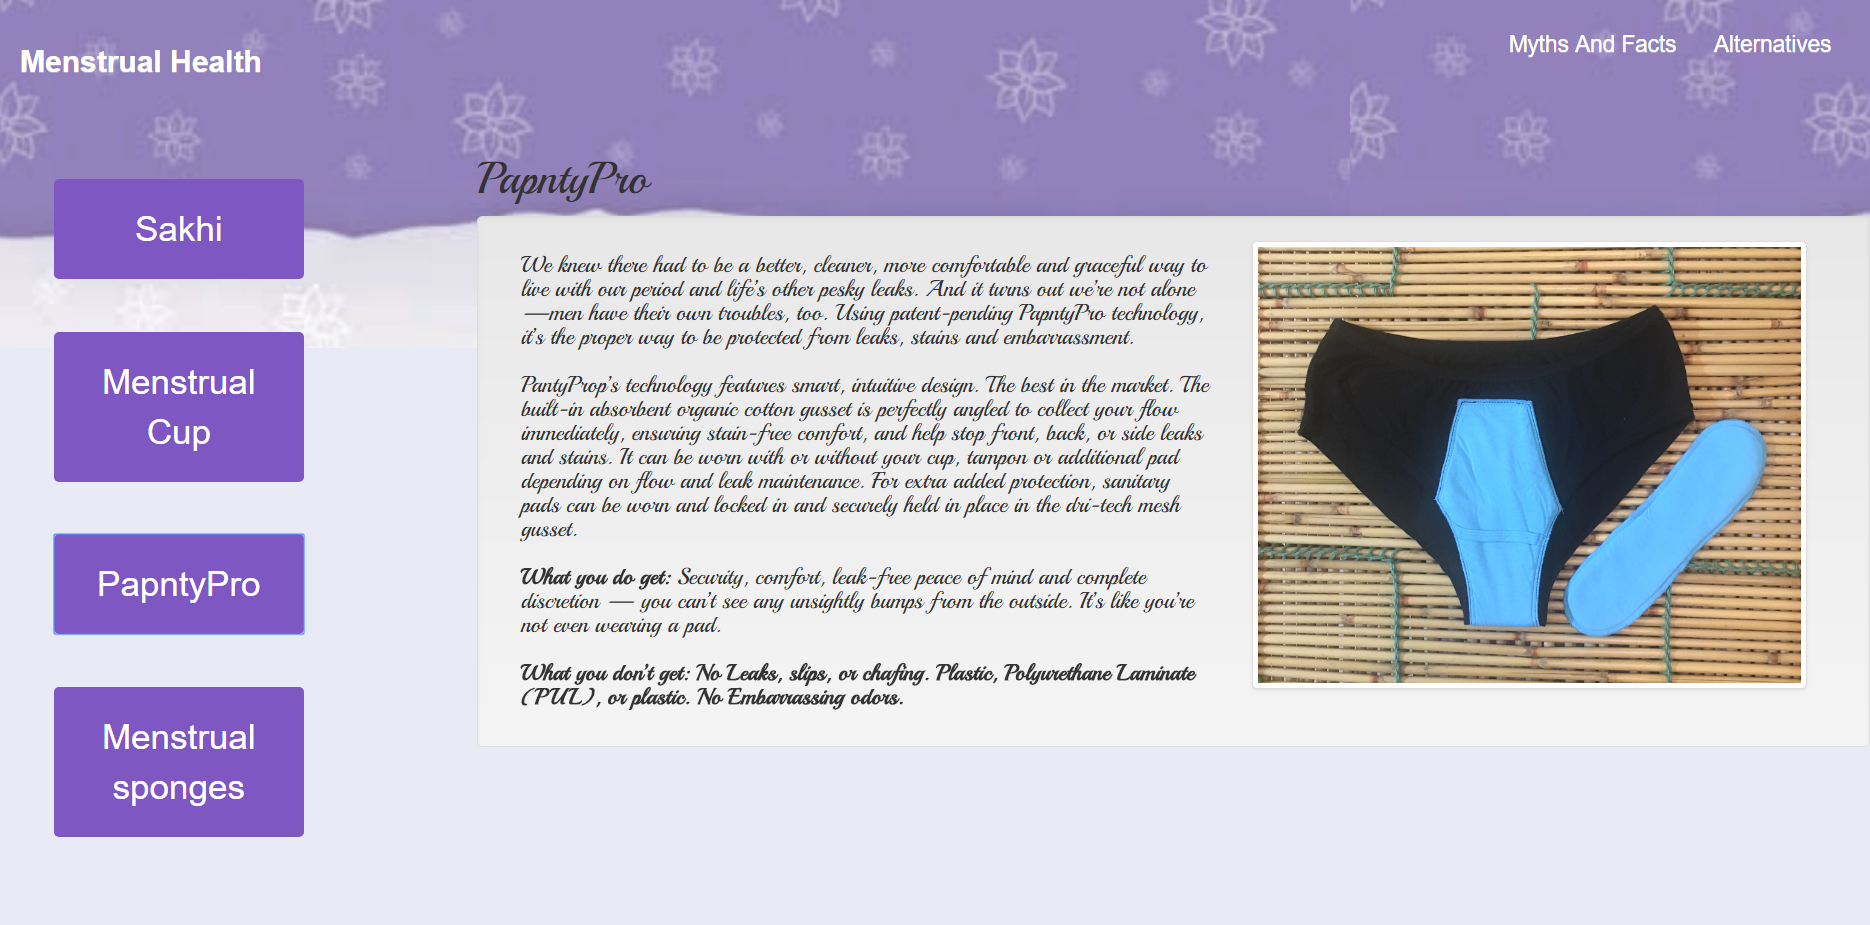 Menstrual Health
Myths And Facts
Alternatives
Sakhi
Menstrual
Cup
PapntyPro
Menstrual
sponges
PapntyPro
We knew there had to be a better, cleaner, more comfortable and graceful way to
live with our period and life's other pesky leaks. And it turns out we're not alone
—men have their own troubles, too. Using patent-pending PapntyPro technology,
it's the proper way to be protected from leaks, stains and embarrassment.
PantyProp's technology features smart, intuitive design. The best in the market. The
built-in absorbent organic cotton gusset is perfectly angled to collect your flow
immediately, ensuring stain-free comfort, and help stop front, back, or side leaks
and stains. It can be worn with or without your cup, tampon or additional pad
depending on flow and leak maintenance. For extra added protection, sanitary
pads can be worn and locked in and securely held in place in the dri-tech mesh
gusset.
What you do get: Security, comfort, leak-free peace of mind and complete
discretion — you can't see any unsightly bumps from the outside. It's like you're
not even wearing a pad.
What you don't get: No Leaks, slips, or chafing. Plastic, Polyurethane Laminate
(PUL), or plastic. No Embarrassing odors.